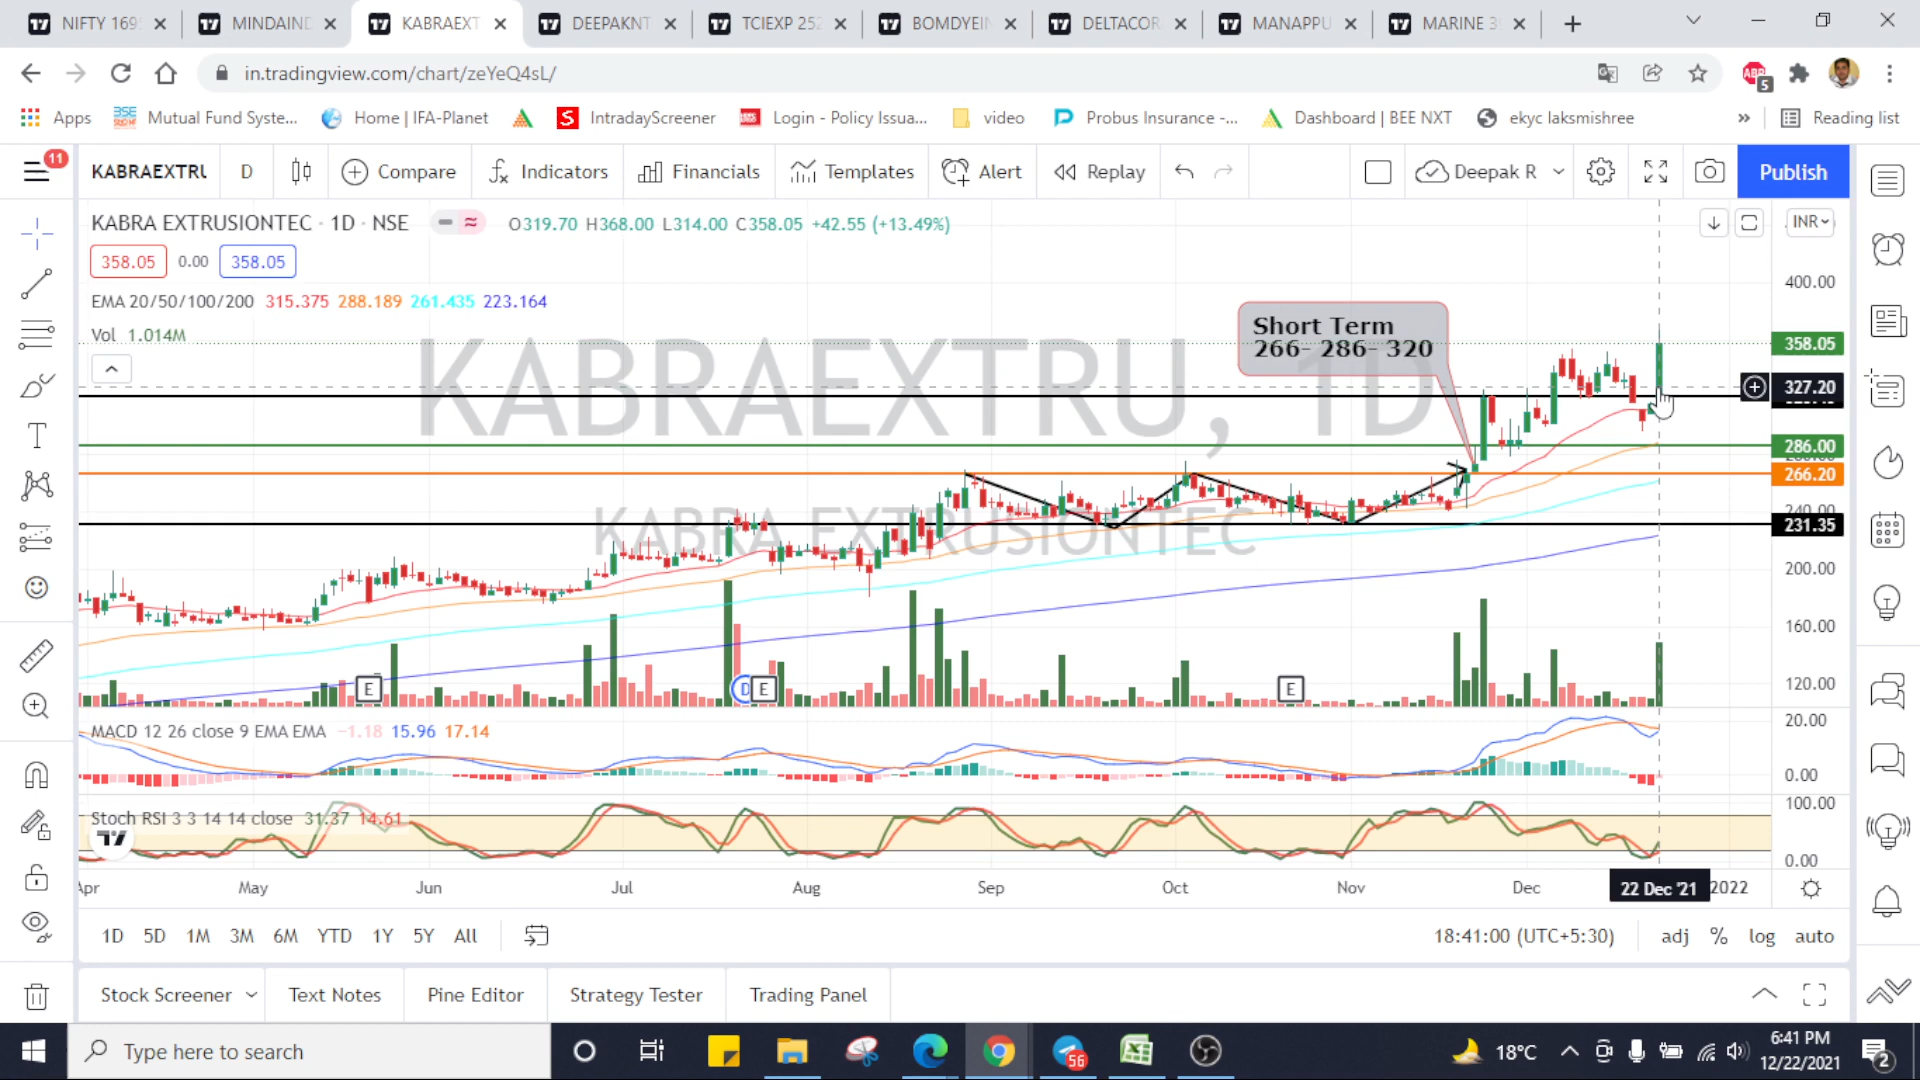 NIFTY 169
MINDAIND
KABRAEXT
DEEPAKNT
TCIEXP 252
BOMDYEIN
DELTACOR
MANAPPU
MARINE 3
in.tradingview.com/chart/zeYeQ4sL/
ABP 5
Apps
Mutual Fund Syste...
Home | IFA-Planet
IntradayScreener
Login - Policy Issua...
video
Probus Insurance -...
Dashboard | BEE NXT
ekyc laksmishree
»
Reading list
11
KABRAEXTRU
D
Compare
Indicators
Financials
Templates
Alert
Replay
Deepak R
Publish
KABRA EXTRUSIONTEC · 1D · NSE
O319.70 H368.00 L314.00 C358.05 +42.55 (+13.49%)
INR
358.05 0.00 358.05
EMA 20/50/100/200 315.375 288.189 261.435 223.164
Vol 1.014M
Short Term
266- 286- 320
KABRAEXTRU, 1D
KABRA EXTRUSIONTEC
400.00
358.05
327.20
286.00
266.20
240.00
231.35
200.00
160.00
120.00
E
D E
E
MACD 12 26 close 9 EMA EMA −1.18 15.96 17.14
20.00
0.00
Stoch RSI 3 3 14 14 close 31.37 14.61
100.00
0.00
Apr May Jun Jul Aug Sep Oct Nov Dec 22 Dec '21 2022
1D 5D 1M 3M 6M YTD 1Y 5Y All
18:41:00 (UTC+5:30) adj % log auto
Stock Screener Text Notes Pine Editor Strategy Tester Trading Panel
Type here to search
56
18°C
6:41 PM
12/22/2021
2